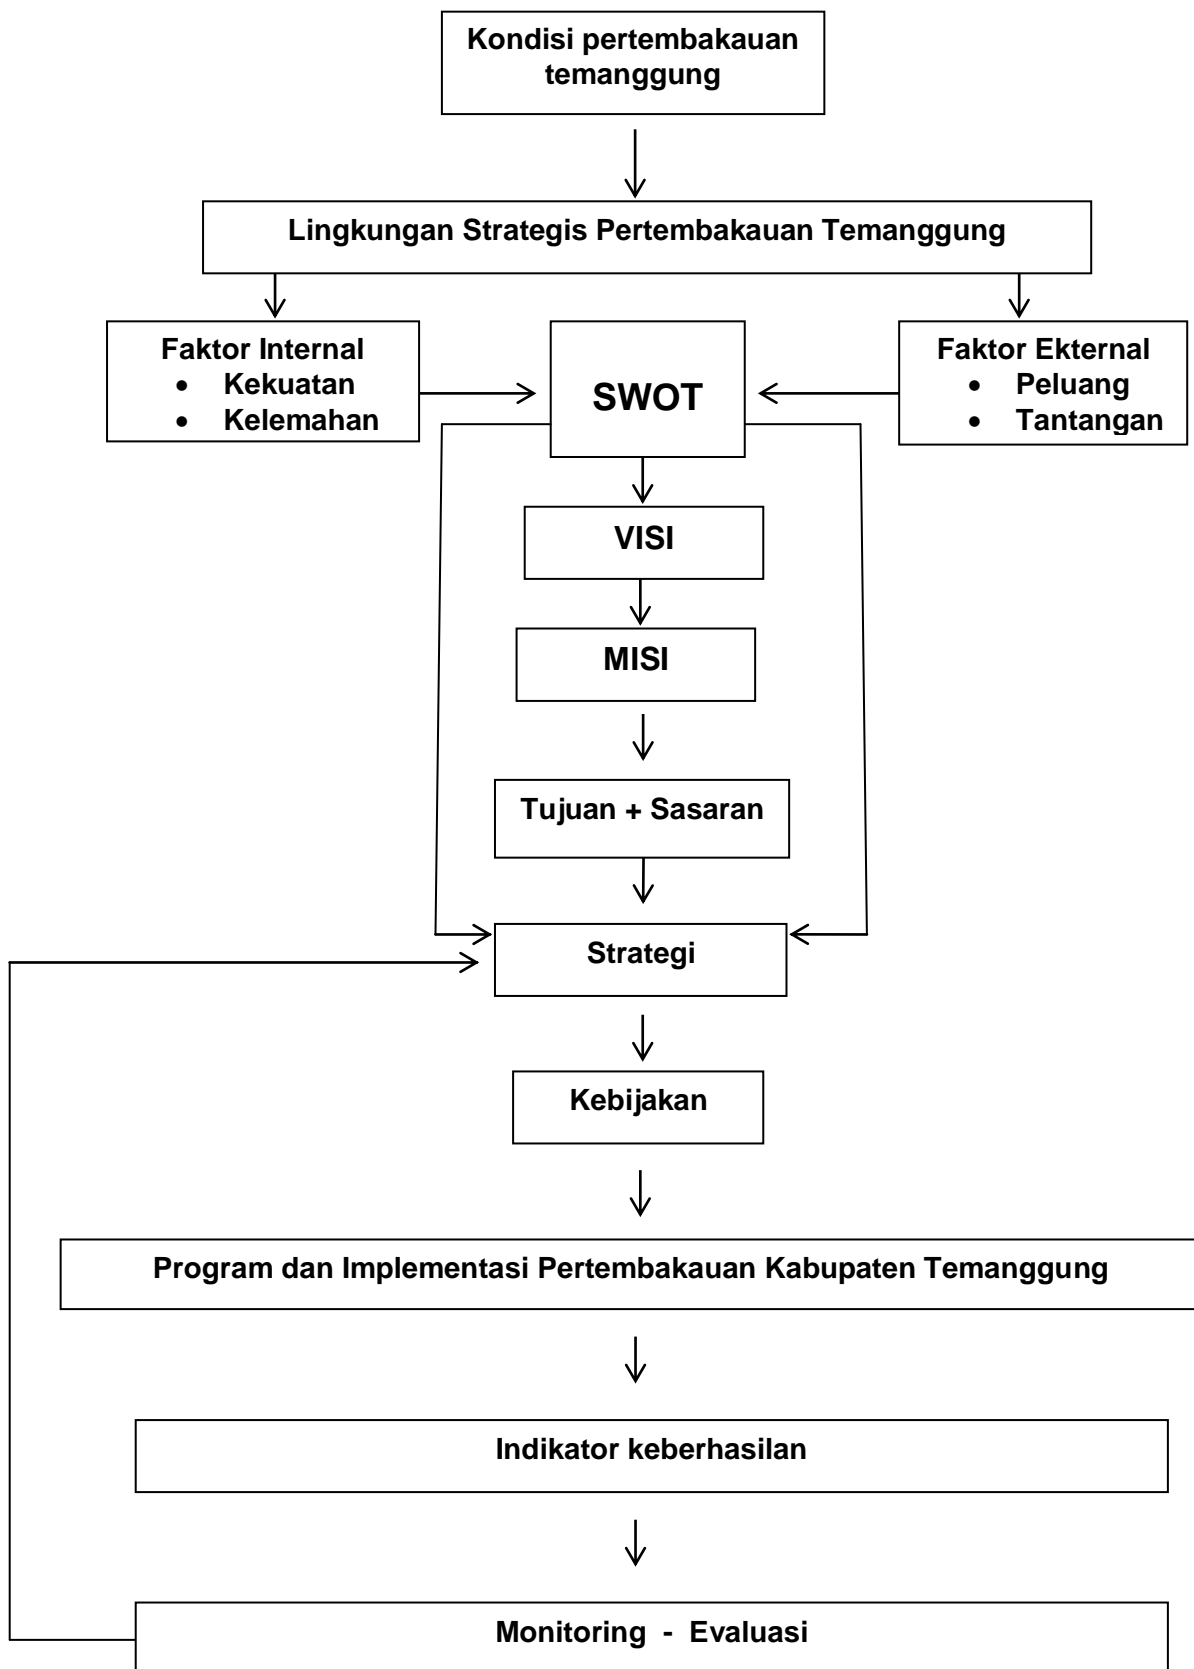 Kondisi pertembakauan
temanggung
Lingkungan Strategis Pertembakauan Temanggung
Faktor Internal
• Kekuatan
• Kelemahan
SWOT
Faktor Ekternal
• Peluang
• Tantangan
VISI
MISI
Tujuan + Sasaran
Strategi
Kebijakan
Program dan Implementasi Pertembakauan Kabupaten Temanggung
Indikator keberhasilan
Monitoring - Evaluasi